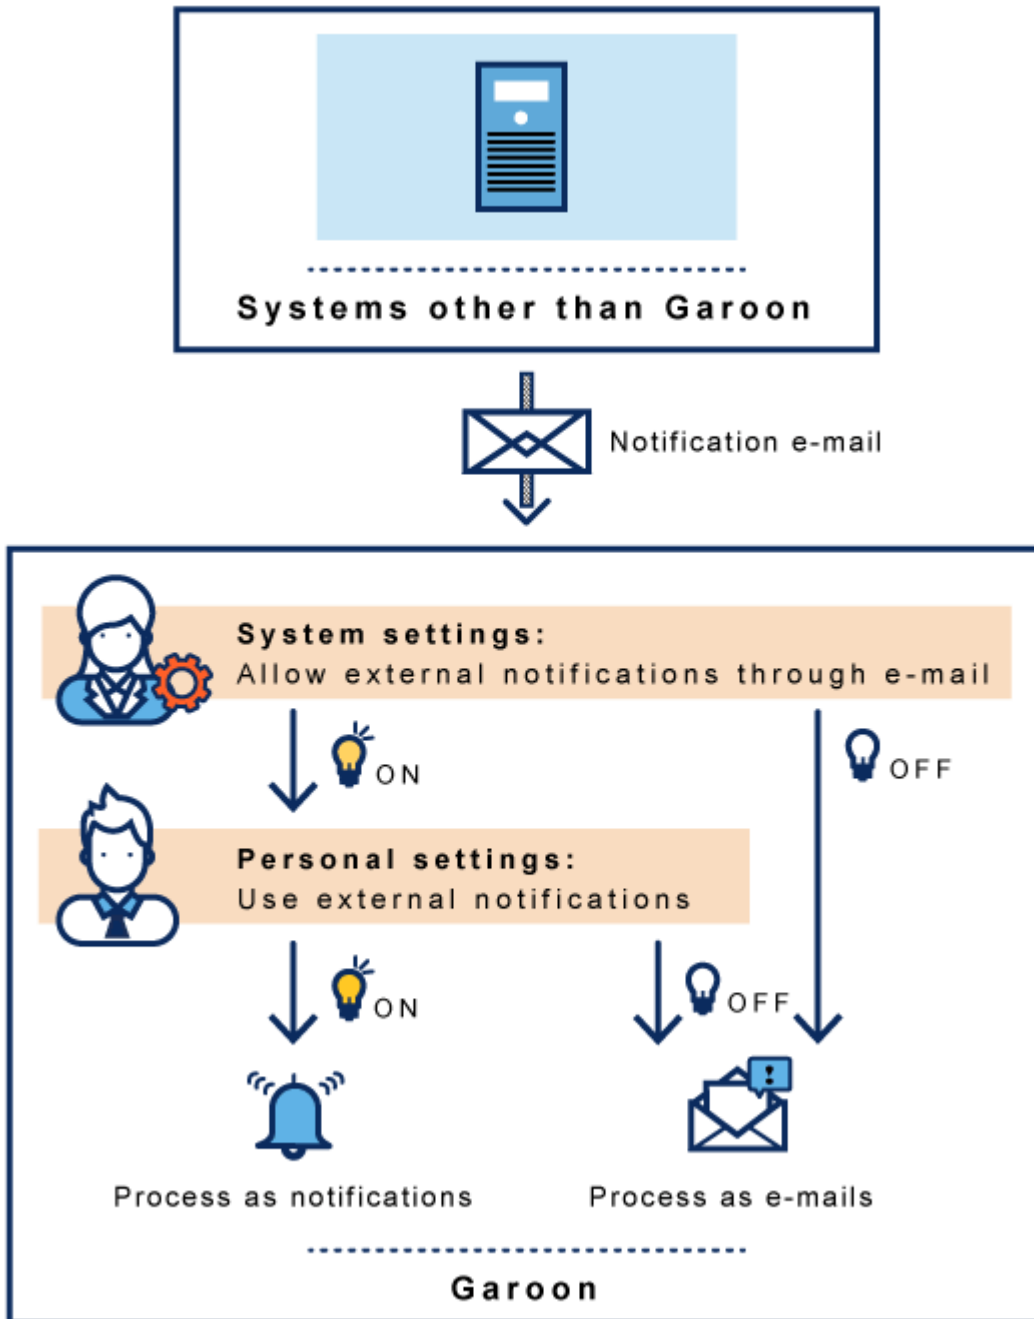 Systems other than Garoon
Notification e-mail
System settings:
Allow external notifications through e-mail
ON
OFF
Personal settings:
Use external notifications
ON
OFF
Process as notifications
Process as e-mails
Garoon